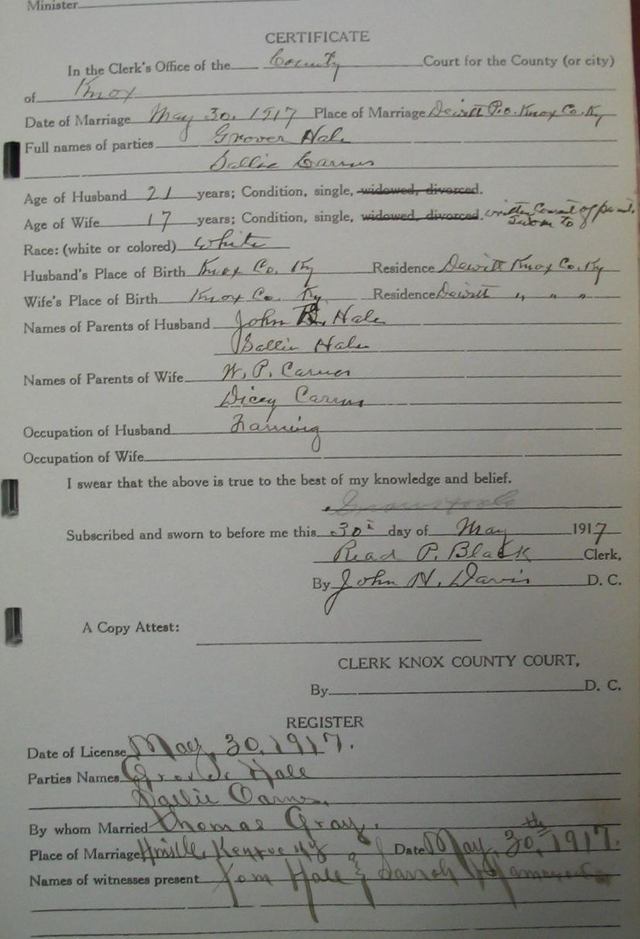 Minister
CERTIFICATE
In the Clerk's Office of the County Court for the County (or city)
of Knox
Date of Marriage May 30, 1917 Place of Marriage Dewitt P.O. Knox Co. Ky
Full names of parties Grover Hale
Sallie Carnes
Age of Husband 21 years; Condition, single, widowed, divorced.
Age of Wife 17 years; Condition, single, widowed, divorced. written Consent of
Sworn to
Race: (white or colored) White
Husband's Place of Birth Knox Co. Ky Residence Dewitt Knox Co. Ky
Wife's Place of Birth Knox Co. Ky Residence Dewitt " " "
Names of Parents of Husband John Hale
Sallie Hale
Names of Parents of Wife W. P. Carnes
Dicey Carnes
Occupation of Husband Farming
Occupation of Wife
I swear that the above is true to the best of my knowledge and belief.
Subscribed and sworn to before me this 30 day of May 1917
Read P. Black Clerk,
By John H. Davis D. C.
A Copy Attest:
CLERK KNOX COUNTY COURT,
By D. C.
REGISTER
Date of License May, 30, 1917.
Parties Names Hale
Sallie Carnes,
By whom Married Thomas Gray,
Place of Marriage Date May, 30th, 1917.
Names of witnesses present Tom Hale &